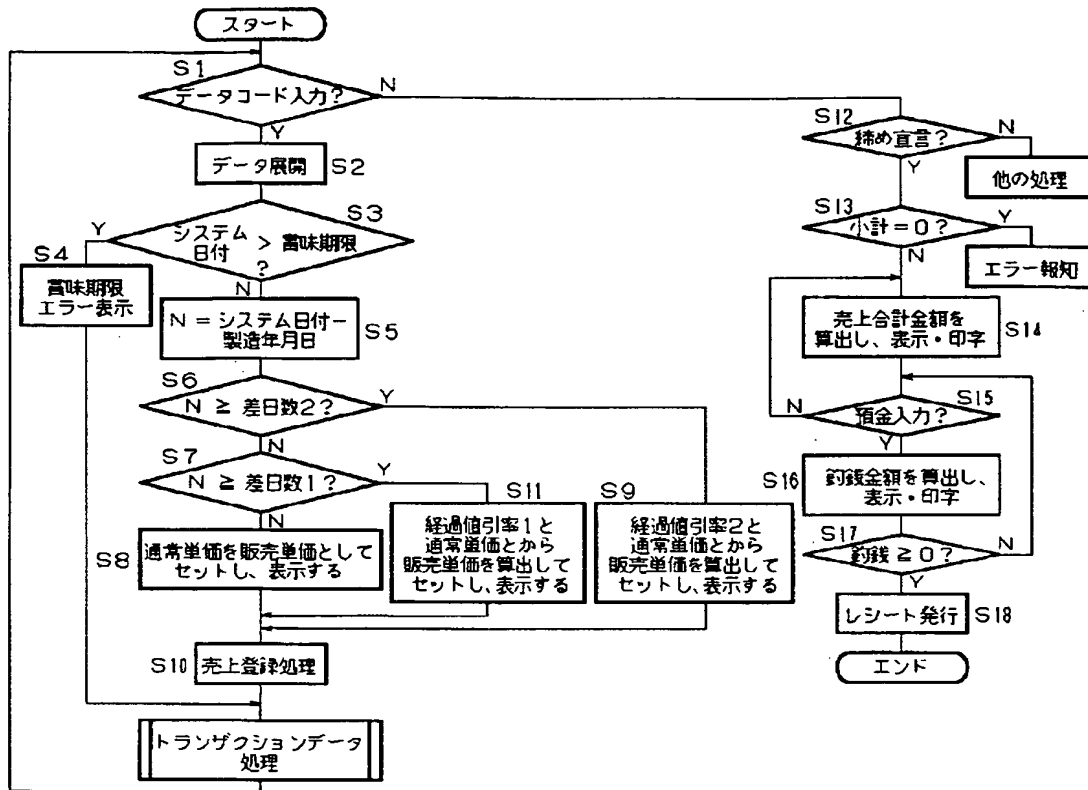 スタート
S1
データコード入力?
N
Y
データ展開
S2
S3
システム
日付
>
賞味期限
?
Y
N
S4
賞味期限
エラー表示
N=システム日付-
製造年月日
S5
S6
N ≧ 差日数2?
Y
N
S7
N ≧ 差日数1?
Y
N
S8
通常単価を販売単価として
セットし、表示する
S11
経過値引率1と
通常単価とから
販売単価を算出して
セットし、表示する
S9
経過値引率2と
通常単価とから
販売単価を算出して
セットし、表示する
S10
売上登録処理
トランザクションデータ
処理
S12
締め宣言?
N
Y
他の処理
S13
小計=0?
Y
N
エラー報知
売上合計金額を
算出し、表示・印字
S14
S15
預金入力?
N
Y
S16
釣銭金額を算出し、
表示・印字
S17
釣銭≧0?
N
Y
レシート発行
S18
エンド